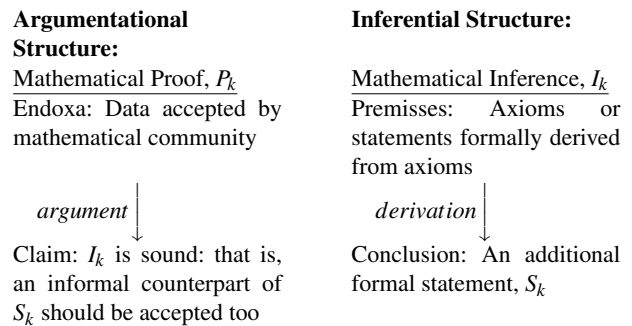 Argumentational
Structure:
Mathematical Proof, Pk
Endoxa: Data accepted by
mathematical community
argument
Claim: Ik is sound: that is,
an informal counterpart of
Sk should be accepted too
Inferential Structure:
Mathematical Inference, Ik
Premisses: Axioms or
statements formally derived
from axioms
derivation
Conclusion: An additional
formal statement, Sk